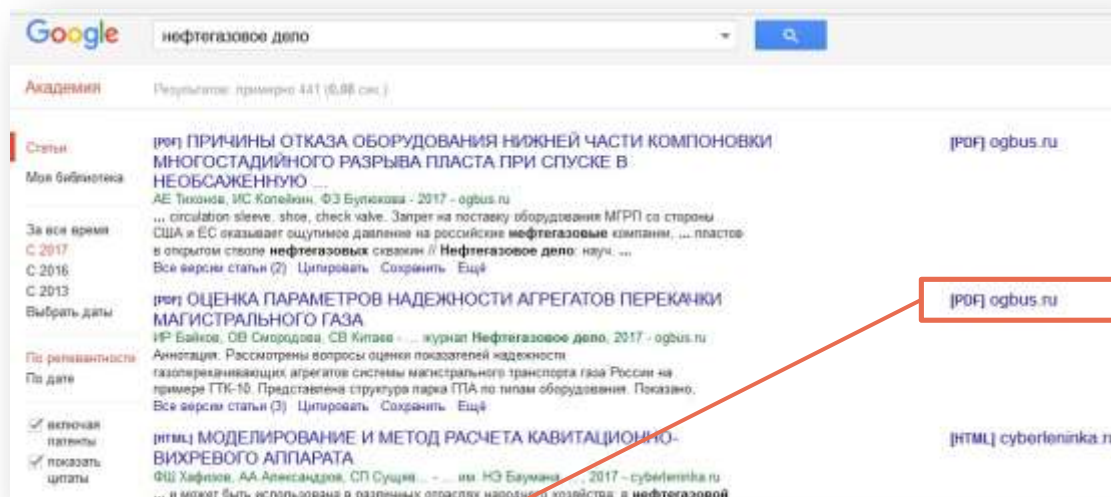 Google
нефтегазовое дело
Академия
Результатов: примерно 441 (0,08 сек.)
Статьи
Моя библиотека
За все время
С 2017
С 2016
С 2013
Выбрать даты
По релевантности
По дате
включая патенты
показать цитаты
[PDF] ПРИЧИНЫ ОТКАЗА ОБОРУДОВАНИЯ НИЖНЕЙ ЧАСТИ КОМПОНОВКИ
МНОГОСТАДИЙНОГО РАЗРЫВА ПЛАСТА ПРИ СПУСКЕ В
НЕОБСАЖЕННУЮ ...
АЕ Тихонов, ИС Копейкин, ФЗ Булюкова - 2017 - ogbus.ru
... circulation sleeve, shoe, check valve. Запрет на поставку оборудования МГРП со стороны
США и ЕС оказывает ощутимое давление на российские нефтегазовые компании, ... пластов
в открытом стволе нефтегазовых скважин // Нефтегазовое дело: науч. ...
Все версии статьи (2) Цитировать Сохранить Ещё
[PDF] ogbus.ru
[PDF] ОЦЕНКА ПАРАМЕТРОВ НАДЕЖНОСТИ АГРЕГАТОВ ПЕРЕКАЧКИ
МАГИСТРАЛЬНОГО ГАЗА
ИР Байков, ОВ Смородова, СВ Китаев - ... журнал Нефтегазовое дело, 2017 - ogbus.ru
Аннотация. Рассмотрены вопросы оценки показателей надежности
газоперекачивающих агрегатов системы магистрального транспорта газа России на
примере ГТК-10. Представлена структура парка ГПА по типам оборудования. Показано,
Все версии статьи (3) Цитировать Сохранить Ещё
[PDF] ogbus.ru
[HTML] МОДЕЛИРОВАНИЕ И МЕТОД РАСЧЕТА КАВИТАЦИОННО-
ВИХРЕВОГО АППАРАТА
ФШ Хафизов, АА Александров, СП Сущев... - ... им. НЭ Баумана ..., 2017 - cyberleninka.ru
... и может быть использована в различных отраслях народного хозяйства, в нефтегазовой
[HTML] cyberleninka.r